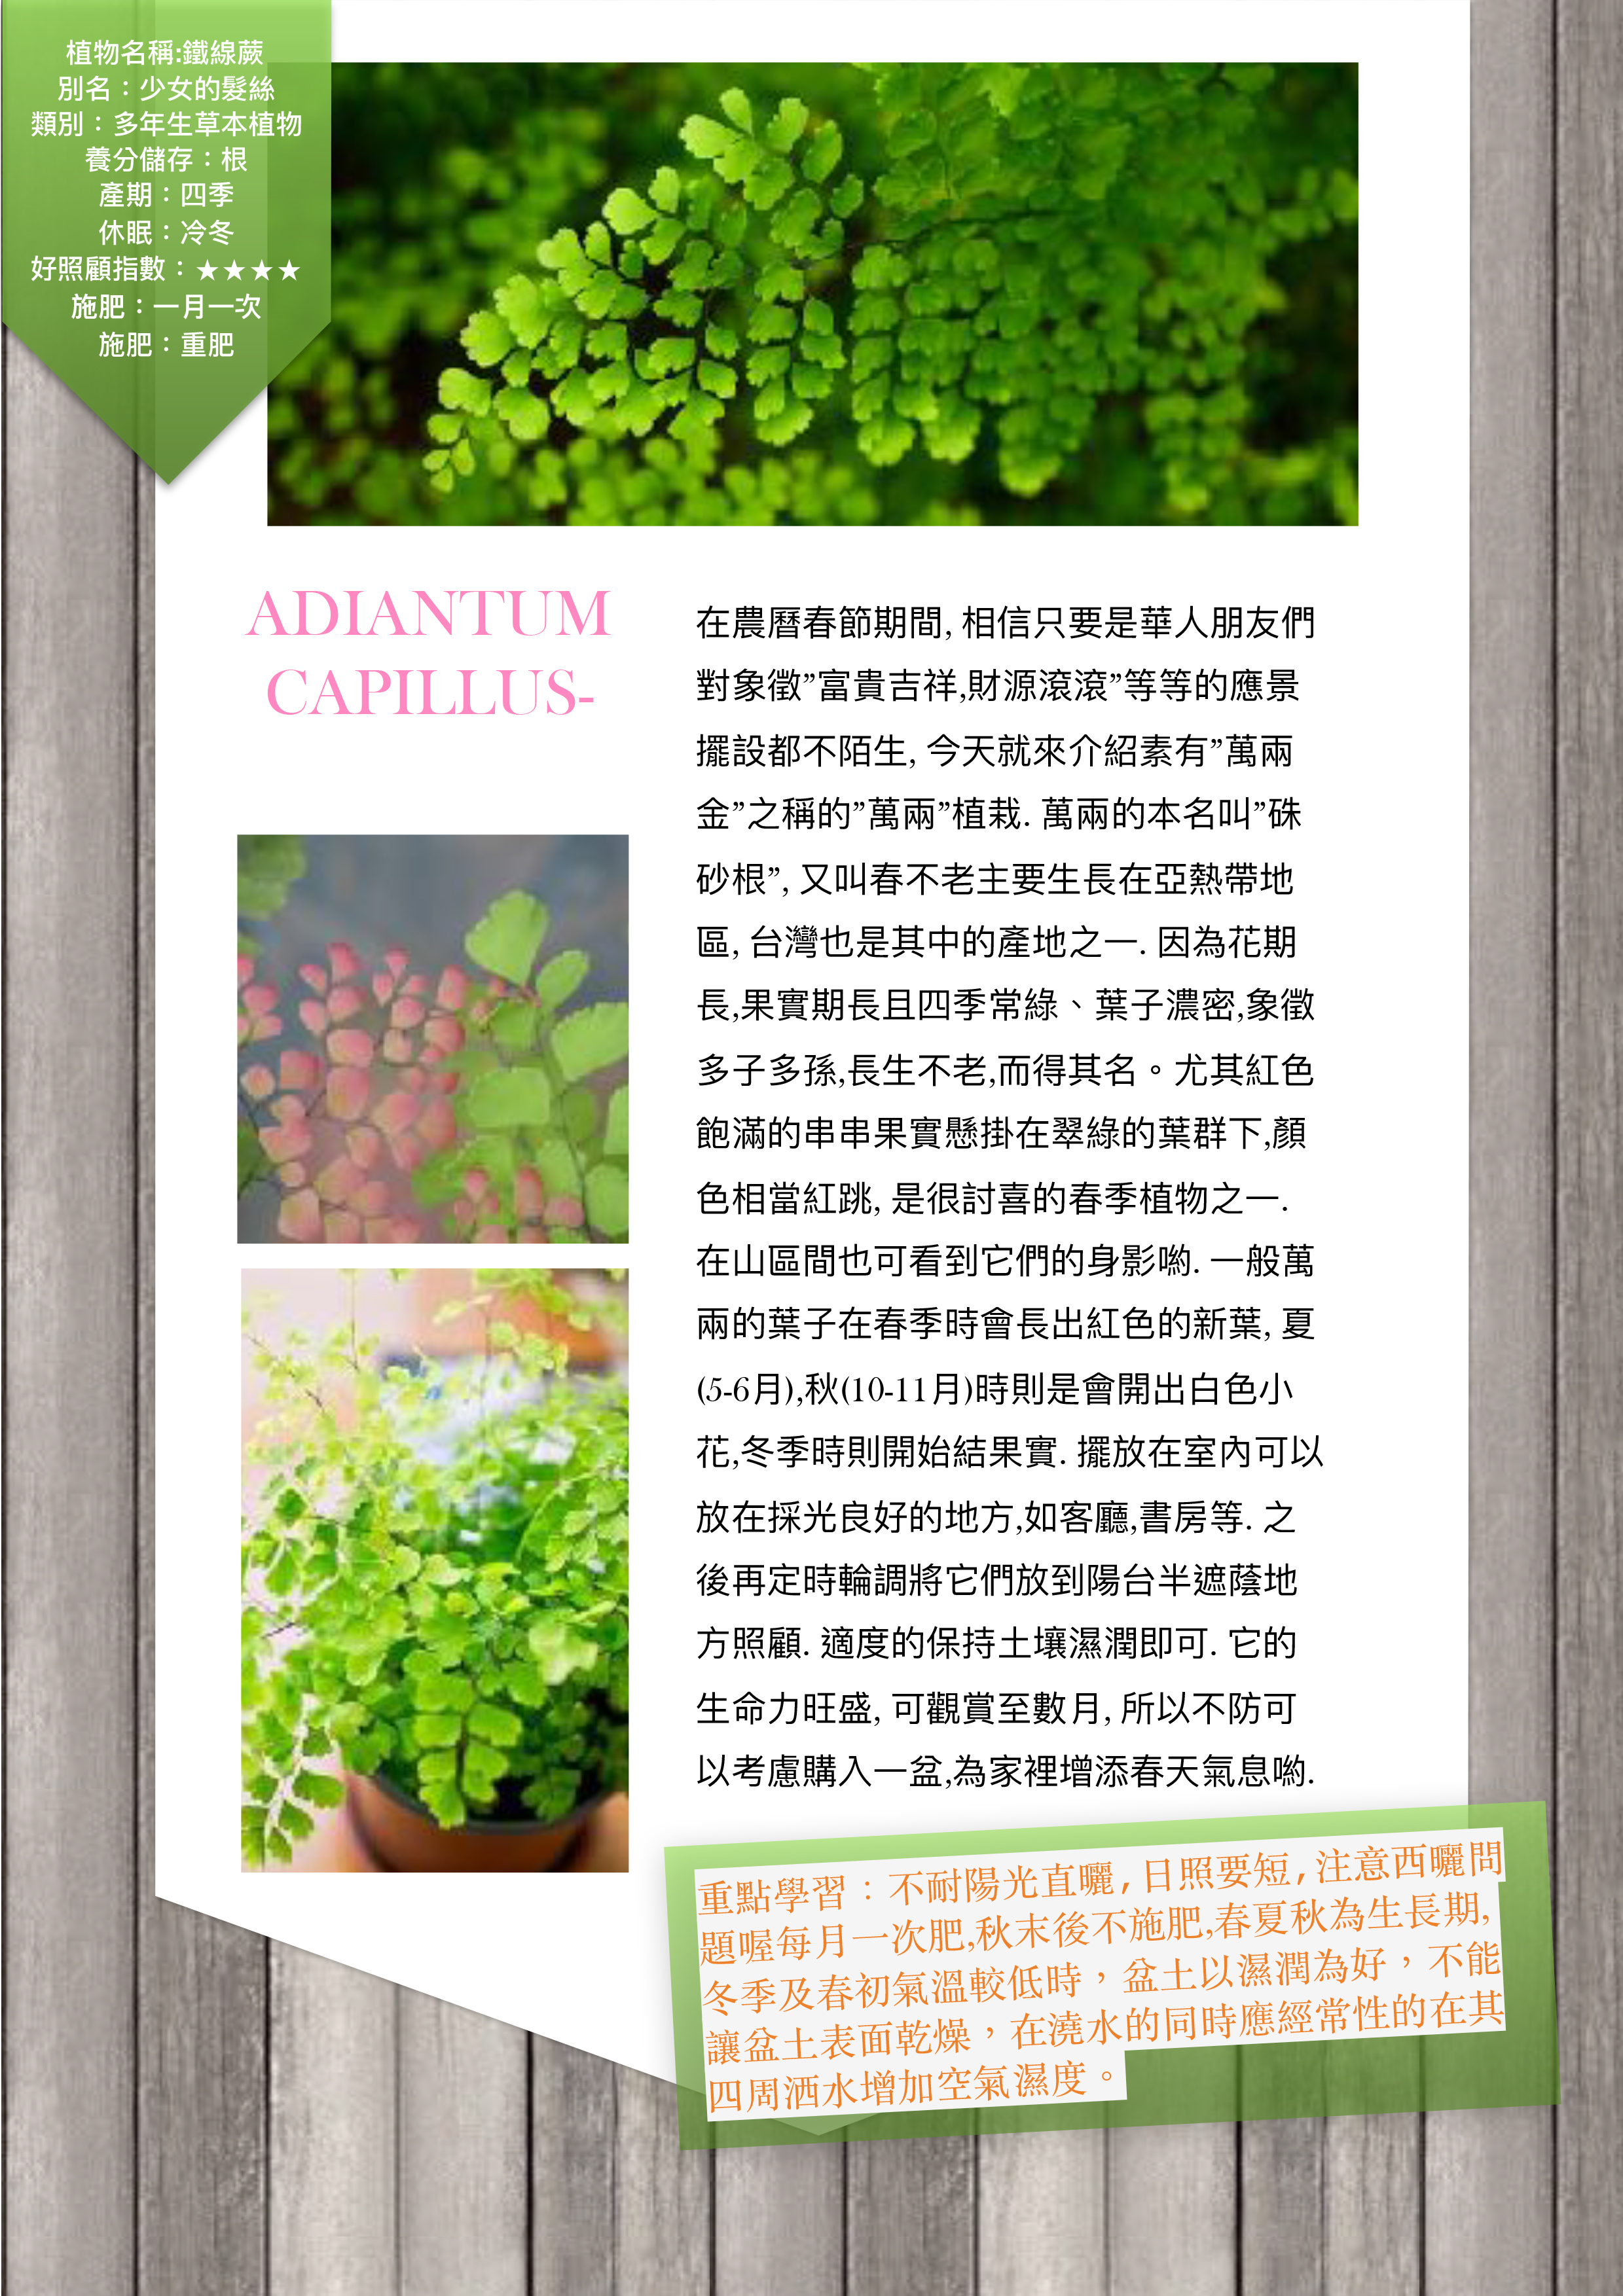 植物名稱:鐵線蕨
別名：少女的髮絲
類別：多年生草本植物
養分儲存：根
產期：四季
休眠：冷冬
好照顧指數：★★★★
施肥：一月一次
施肥：重肥
ADIANTUM
CAPILLUS-
在農曆春節期間, 相信只要是華人朋友們
對象徵”富貴吉祥,財源滾滾”等等的應景
擺設都不陌生, 今天就來介紹素有”萬兩
金”之稱的”萬兩”植栽. 萬兩的本名叫”硃
砂根”, 又叫春不老主要生長在亞熱帶地
區, 台灣也是其中的產地之一. 因為花期
長,果實期長且四季常綠、葉子濃密,象徵
多子多孫,長生不老,而得其名。尤其紅色
飽滿的串串果實懸掛在翠綠的葉群下,顏
色相當紅跳, 是很討喜的春季植物之一.
在山區間也可看到它們的身影喲. 一般萬
兩的葉子在春季時會長出紅色的新葉, 夏
(5-6月),秋(10-11月)時則是會開出白色小
花,冬季時則開始結果實. 擺放在室內可以
放在採光良好的地方,如客廳,書房等. 之
後再定時輪調將它們放到陽台半遮蔭地
方照顧. 適度的保持土壤濕潤即可. 它的
生命力旺盛, 可觀賞至數月, 所以不防可
以考慮購入一盆,為家裡增添春天氣息喲.
重點學習：不耐陽光直曬,日照要短,注意西曬問
題喔每月一次肥,秋末後不施肥,春夏秋為生長期,
冬季及春初氣溫較低時，盆土以濕潤為好，不能
讓盆土表面乾燥，在澆水的同時應經常性的在其
四周洒水增加空氣濕度。